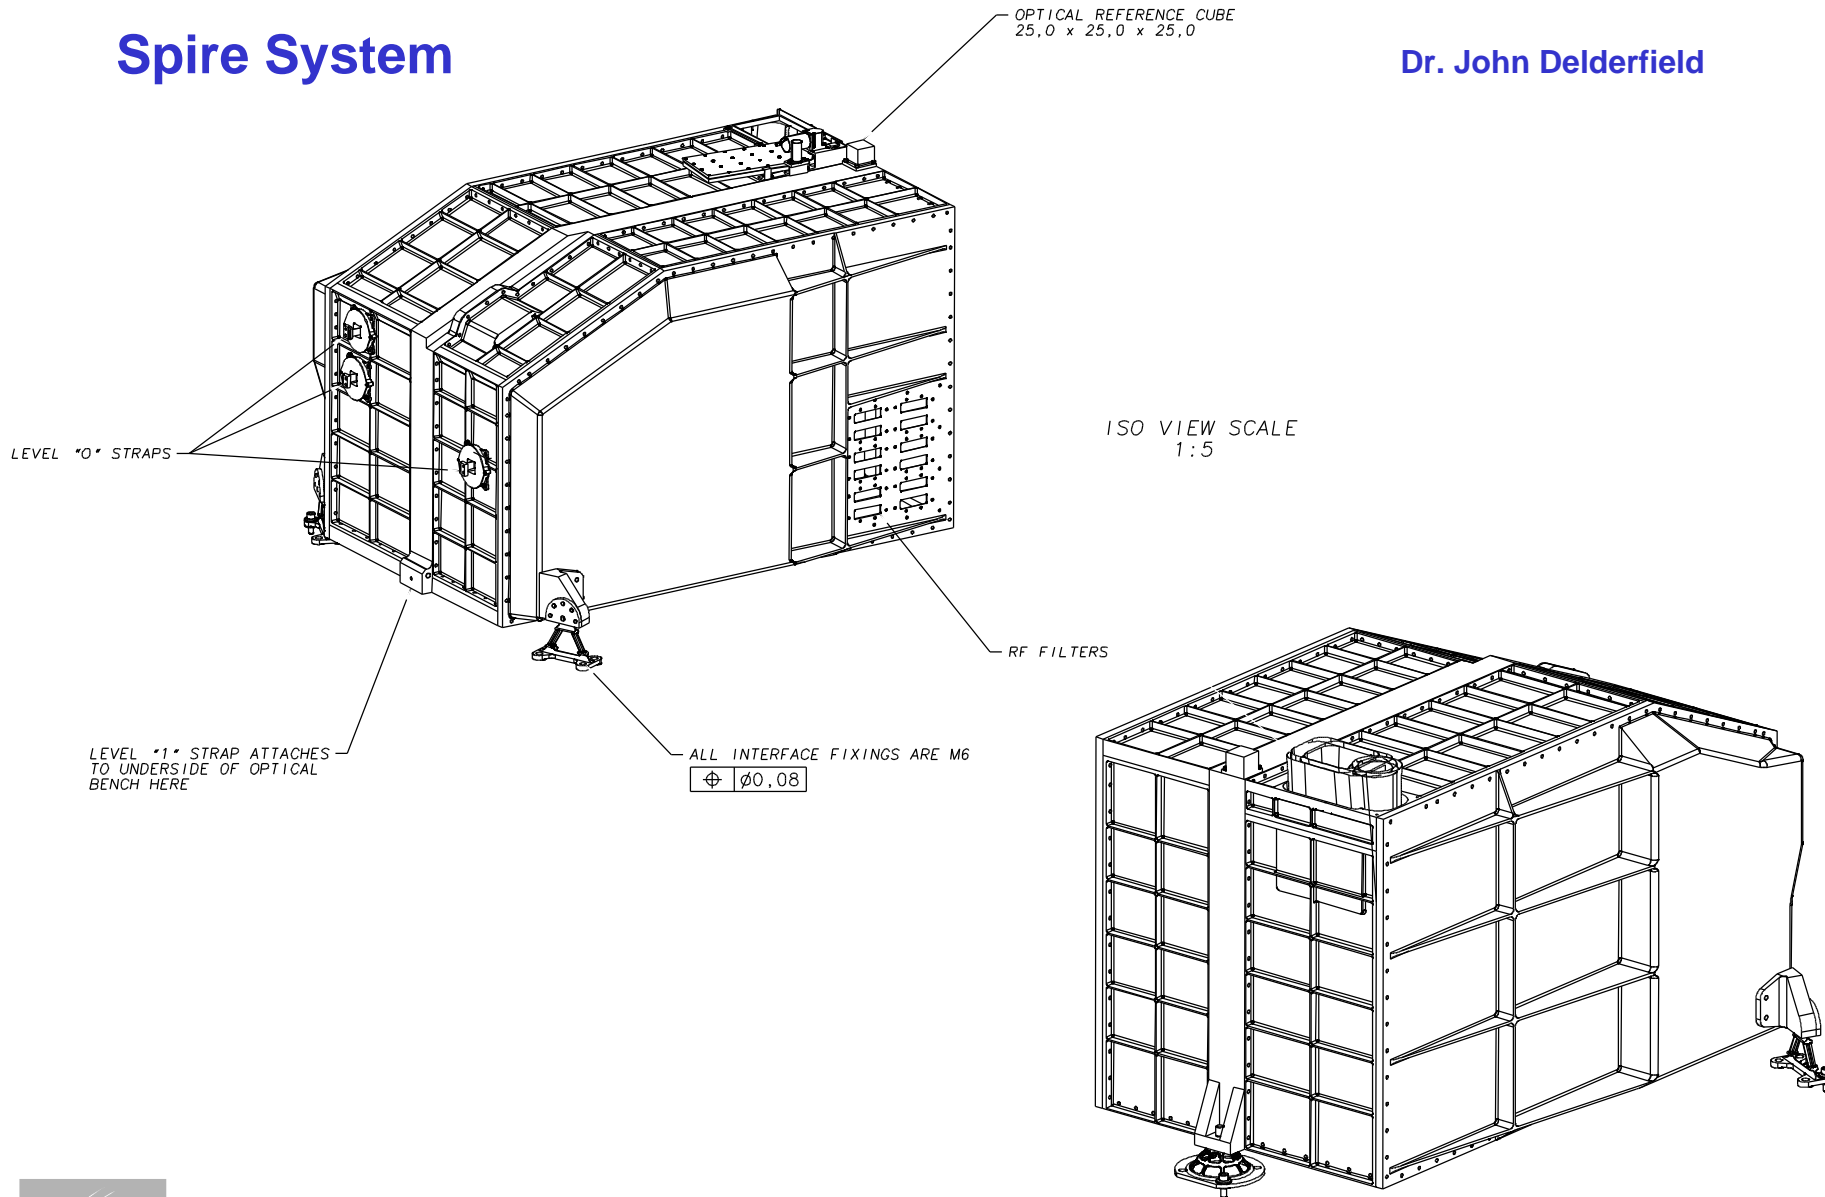 Spire System
Dr. John Delderfield
OPTICAL REFERENCE CUBE
25,0 x 25,0 x 25,0
LEVEL "0" STRAPS
ISO VIEW SCALE
1:5
RF FILTERS
LEVEL "1" STRAP ATTACHES
TO UNDERSIDE OF OPTICAL
BENCH HERE
ALL INTERFACE FIXINGS ARE M6
⌖ ⌀0,08